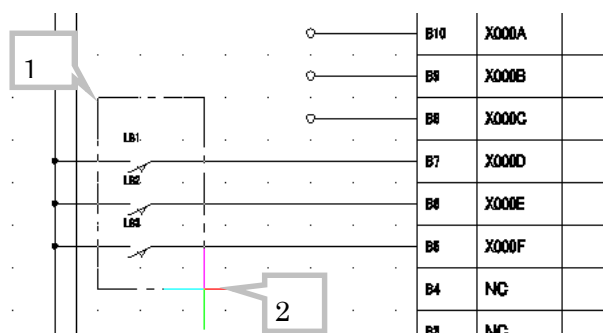 B10 X000A
1
B9 X000B
B8 X000C
LS1
B7 X000D
LS2
B6 X000E
LS3
B5 X000F
2
B4 NC
B3 NC